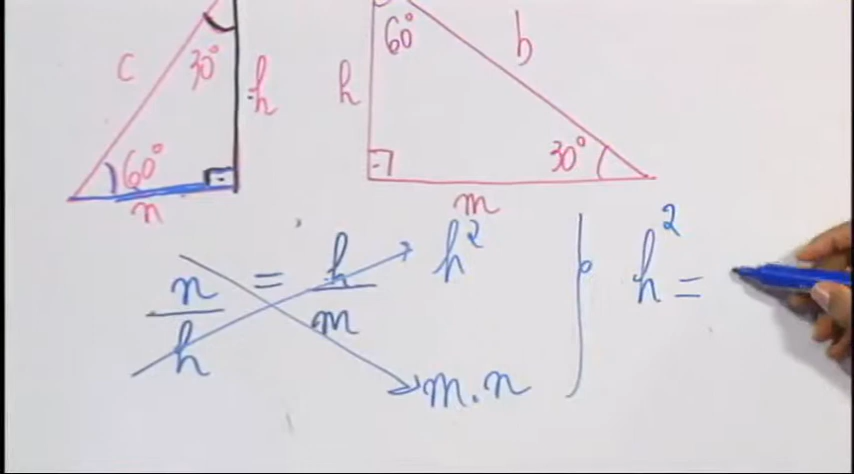 c 30° h
60°
n
60° b
h
30°
m
n/h = h/m
h²
m.n
h² =